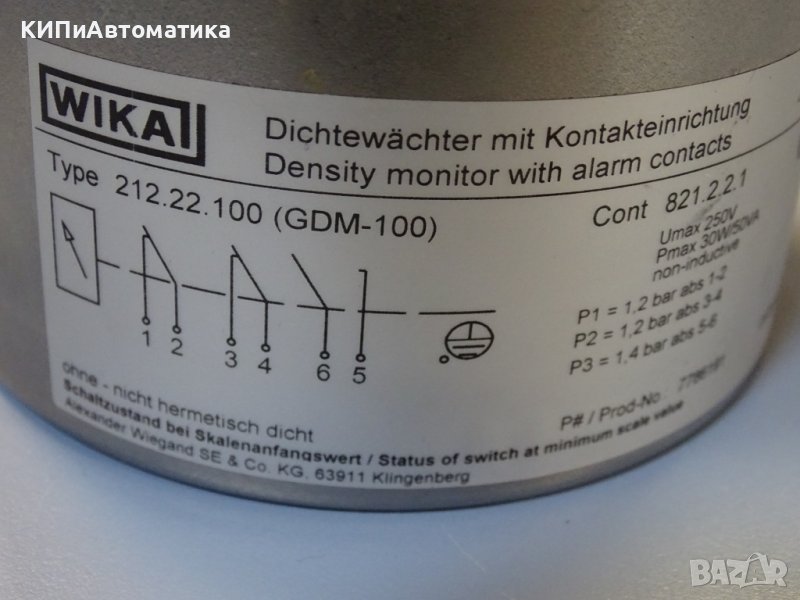 КИПиАвтоматика
WIKA
Dichtewächter mit Kontakteinrichtung
Density monitor with alarm contacts
Type 212.22.100 (GDM-100)
Cont 821.2.2.1
Umax 250V
Pmax 30W/50VA
non-inductive
1 2 3 4 6 5
P1 = 1,2 bar abs 1-2
P2 = 1,2 bar abs 3-4
P3 = 1,4 bar abs 5-6
ohne - nicht hermetisch dicht
P# / Prod-No
Schaltzustand bei Skalenanfangswert / Status of switch at minimum scale value
Alexander Wiegand SE & Co. KG. 63911 Klingenberg
BAZAR